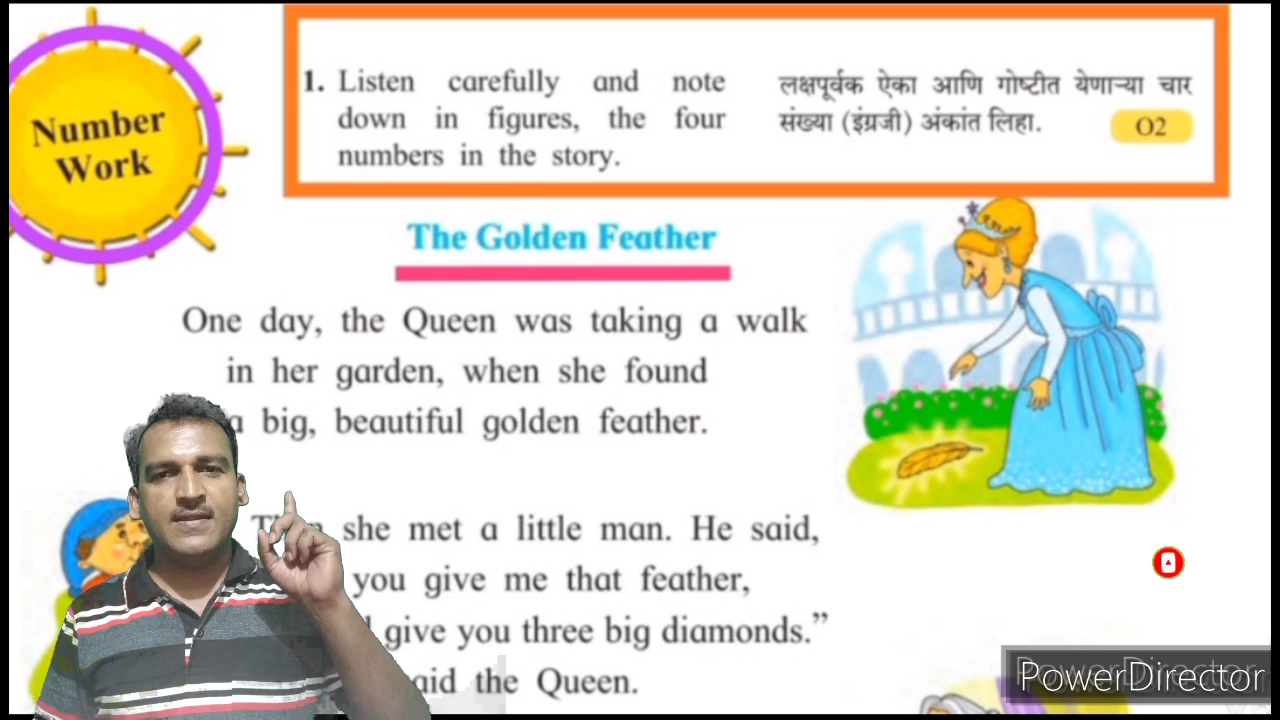 Number
Work
1. Listen carefully and note
down in figures, the four
numbers in the story.
लक्षपूर्वक ऐका आणि गोष्टीत येणाऱ्या चार
संख्या (इंग्रजी) अंकांत लिहा.
O2
The Golden Feather
One day, the Queen was taking a walk
in her garden, when she found
a big, beautiful golden feather.
she met a little man. He said,
you give me that feather,
give you three big diamonds.”
said the Queen.
PowerDirector